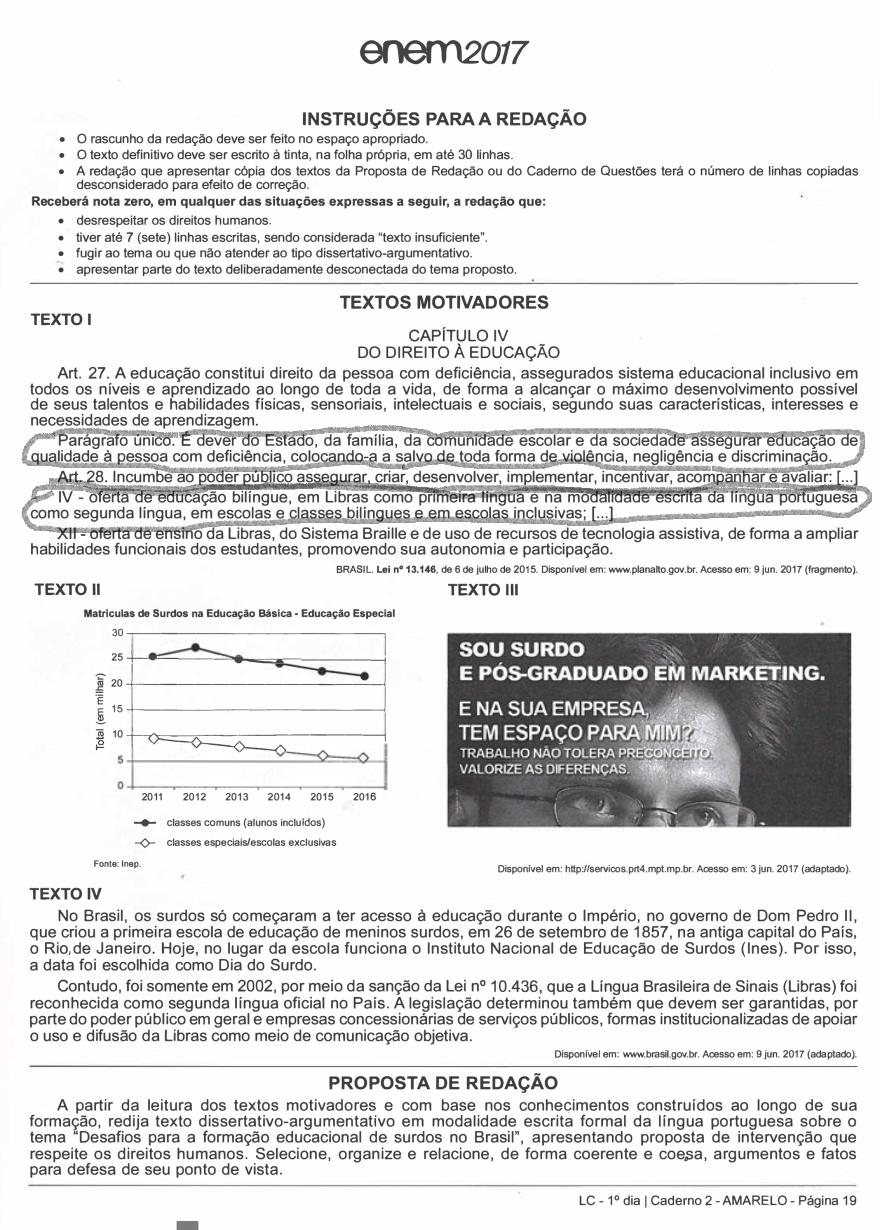 enem2017
INSTRUÇÕES PARA A REDAÇÃO
• O rascunho da redação deve ser feito no espaço apropriado.
• O texto definitivo deve ser escrito à tinta, na folha própria, em até 30 linhas.
• A redação que apresentar cópia dos textos da Proposta de Redação ou do Caderno de Questões terá o número de linhas copiadas
desconsiderado para efeito de correção.
Receberá nota zero, em qualquer das situações expressas a seguir, a redação que:
• desrespeitar os direitos humanos.
• tiver até 7 (sete) linhas escritas, sendo considerada “texto insuficiente”.
• fugir ao tema ou que não atender ao tipo dissertativo-argumentativo.
• apresentar parte do texto deliberadamente desconectada do tema proposto.
TEXTOS MOTIVADORES
TEXTO I
CAPÍTULO IV
DO DIREITO À EDUCAÇÃO
Art. 27. A educação constitui direito da pessoa com deficiência, assegurados sistema educacional inclusivo em
todos os níveis e aprendizado ao longo de toda a vida, de forma a alcançar o máximo desenvolvimento possível
de seus talentos e habilidades físicas, sensoriais, intelectuais e sociais, segundo suas características, interesses e
necessidades de aprendizagem.
Parágrafo único. É dever do Estado, da família, da comunidade escolar e da sociedade assegurar educação de
qualidade à pessoa com deficiência, colocando-a a salvo de toda forma de violência, negligência e discriminação.
Art. 28. Incumbe ao poder público assegurar, criar, desenvolver, implementar, incentivar, acompanhar e avaliar: [...]
IV - oferta de educação bilíngue, em Libras como primeira língua e na modalidade escrita da língua portuguesa
como segunda língua, em escolas e classes bilíngues e em escolas inclusivas; [...]
XII - oferta de ensino da Libras, do Sistema Braille e de uso de recursos de tecnologia assistiva, de forma a ampliar
habilidades funcionais dos estudantes, promovendo sua autonomia e participação.
BRASIL. Lei nº 13.146, de 6 de julho de 2015. Disponível em: www.planalto.gov.br. Acesso em: 9 jun. 2017 (fragmento).
TEXTO II
Matriculas de Surdos na Educação Básica - Educação Especial
Total (em milhar)
30
25
20
15
10
5
0
2011 2012 2013 2014 2015 2016
classes comuns (alunos incluídos)
classes especiais/escolas exclusivas
Fonte: Inep.
TEXTO III
SOU SURDO
E PÓS-GRADUADO EM MARKETING.
E NA SUA EMPRESA,
TEM ESPAÇO PARA MIM?
TRABALHO NÃO TOLERA PRECONCEITO.
VALORIZE AS DIFERENÇAS.
Disponível em: http://servicos.prt4.mpt.mp.br. Acesso em: 3 jun. 2017 (adaptado).
TEXTO IV
No Brasil, os surdos só começaram a ter acesso à educação durante o Império, no governo de Dom Pedro II,
que criou a primeira escola de educação de meninos surdos, em 26 de setembro de 1857, na antiga capital do País,
o Rio de Janeiro. Hoje, no lugar da escola funciona o Instituto Nacional de Educação de Surdos (Ines). Por isso,
a data foi escolhida como Dia do Surdo.
Contudo, foi somente em 2002, por meio da sanção da Lei nº 10.436, que a Língua Brasileira de Sinais (Libras) foi
reconhecida como segunda língua oficial no País. A legislação determinou também que devem ser garantidas, por
parte do poder público em geral e empresas concessionárias de serviços públicos, formas institucionalizadas de apoiar
o uso e difusão da Libras como meio de comunicação objetiva.
Disponível em: www.brasil.gov.br. Acesso em: 9 jun. 2017 (adaptado).
PROPOSTA DE REDAÇÃO
A partir da leitura dos textos motivadores e com base nos conhecimentos construídos ao longo de sua
formação, redija texto dissertativo-argumentativo em modalidade escrita formal da língua portuguesa sobre o
tema “Desafios para a formação educacional de surdos no Brasil”, apresentando proposta de intervenção que
respeite os direitos humanos. Selecione, organize e relacione, de forma coerente e coesa, argumentos e fatos
para defesa de seu ponto de vista.
LC - 1º dia | Caderno 2 - AMARELO - Página 19